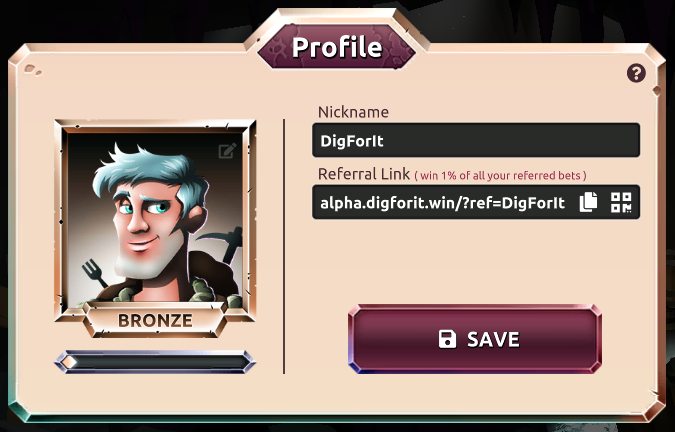 Profile
?
Nickname
DigForIt
Referral Link ( win 1% of all your referred bets )
alpha.digforit.win/?ref=DigForIt
BRONZE
SAVE